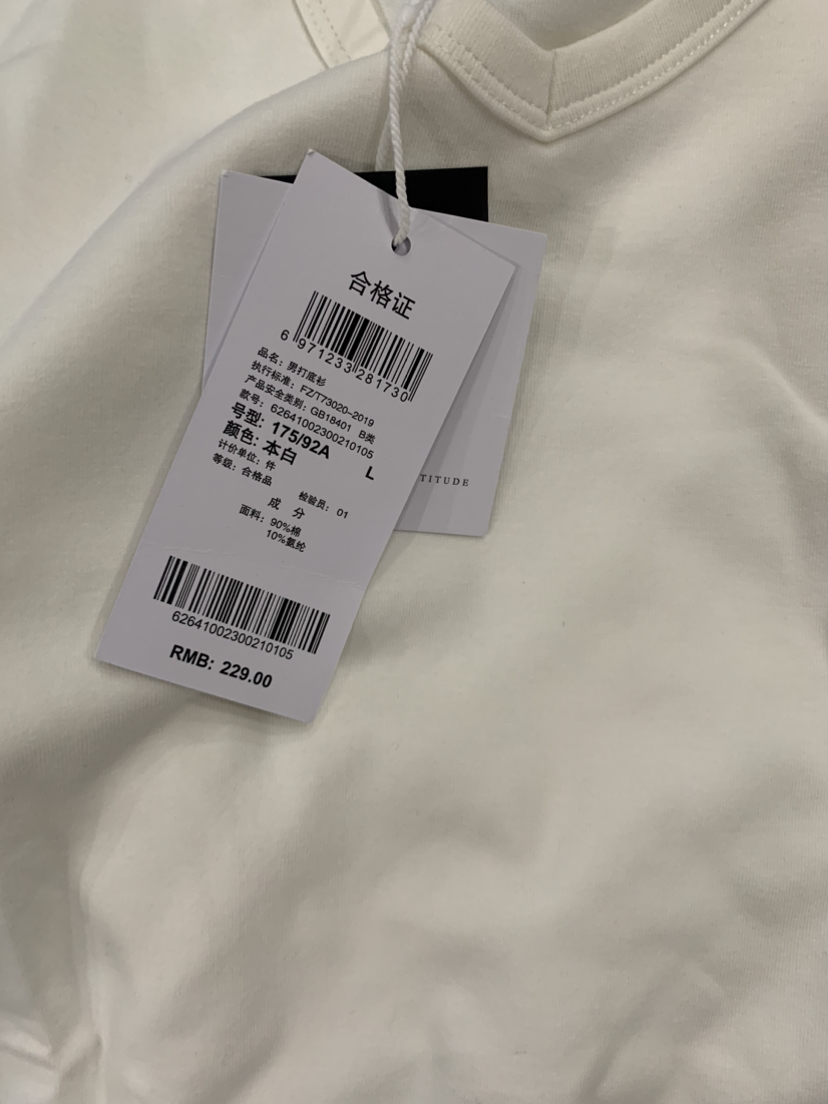 合格证
6 971233 281730
品名：男打底衫
执行标准：FZ/T73020-2019
产品安全类别：GB18401 B类
款号：62641002300210105
号型: 175/92A L
颜色: 本白
计价单位：件
等级：合格品 检验员：01
成 分
面料：90%棉
10%氨纶
62641002300210105
RMB: 229.00
TITUDE